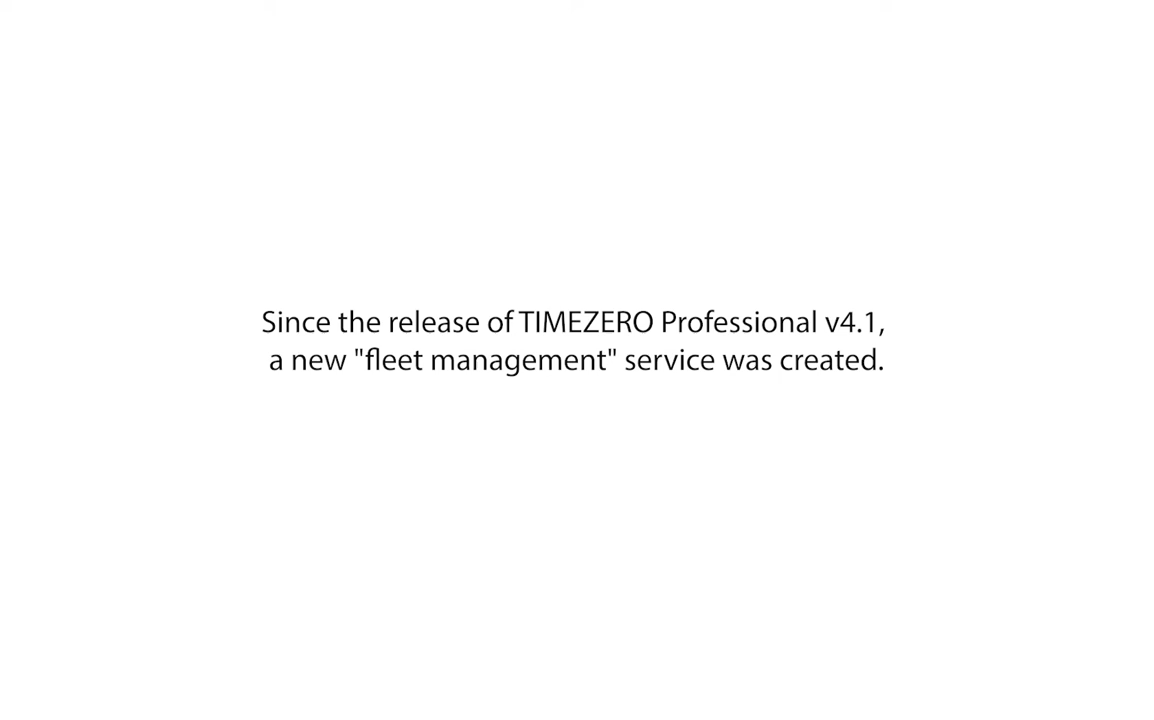 Since the release of TIMEZERO Professional v4.1,
a new "fleet management" service was created.